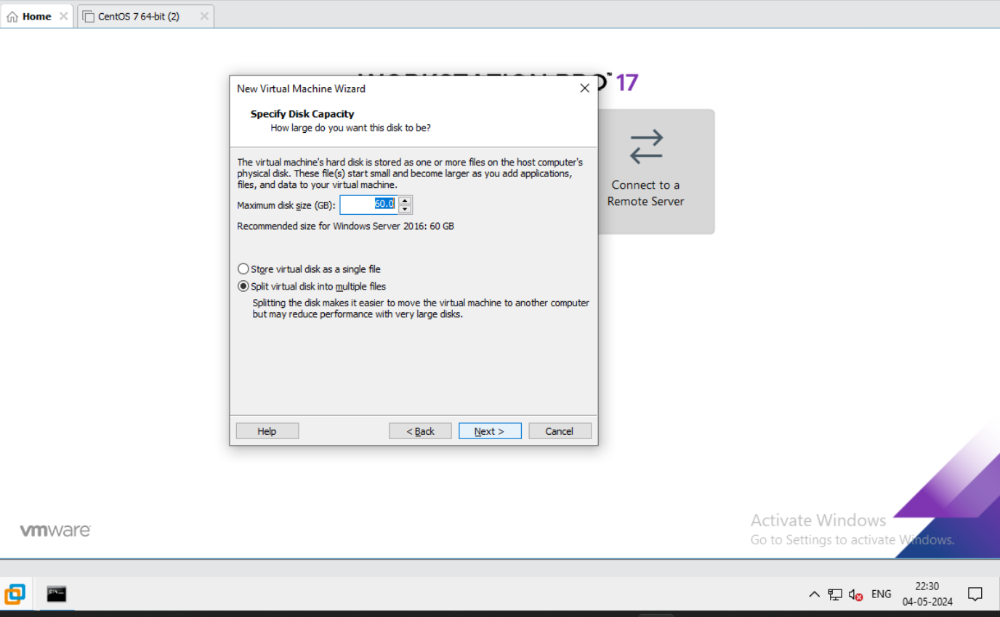 Home
CentOS 7 64-bit (2)
WORKSTATION PRO™ 17
New Virtual Machine Wizard
Specify Disk Capacity
How large do you want this disk to be?
The virtual machine's hard disk is stored as one or more files on the host computer's
physical disk. These file(s) start small and become larger as you add applications,
files, and data to your virtual machine.
Maximum disk size (GB): 60.0
Recommended size for Windows Server 2016: 60 GB
Store virtual disk as a single file
Split virtual disk into multiple files
Splitting the disk makes it easier to move the virtual machine to another computer
but may reduce performance with very large disks.
Help
< Back
Next >
Cancel
Connect to a
Remote Server
vmware
Activate Windows
Go to Settings to activate Windows.
ENG
22:30
04-05-2024